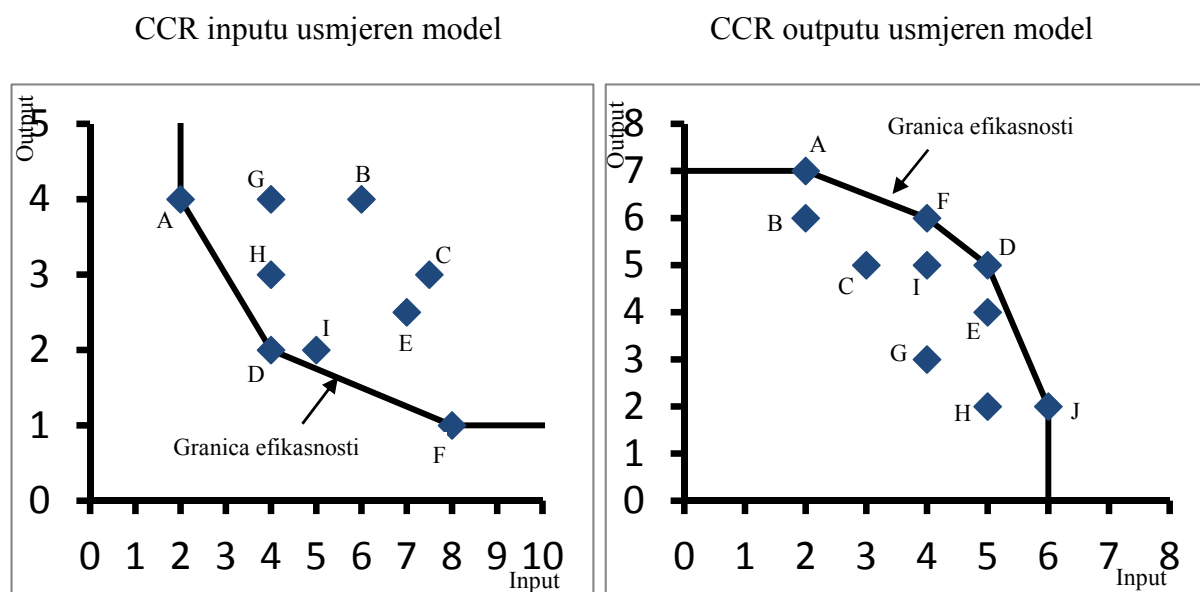 CCR inputu usmjeren model
Output
5
4
3
2
1
0
0 1 2 3 4 5 6 7 8 9 10
Input
A
G
B
H
C
E
I
D
F
Granica efikasnosti
CCR outputu usmjeren model
Output
8
7
6
5
4
3
2
1
0
0 1 2 3 4 5 6 7 8
Input
Granica efikasnosti
A
B
F
C
I
D
E
G
H
J